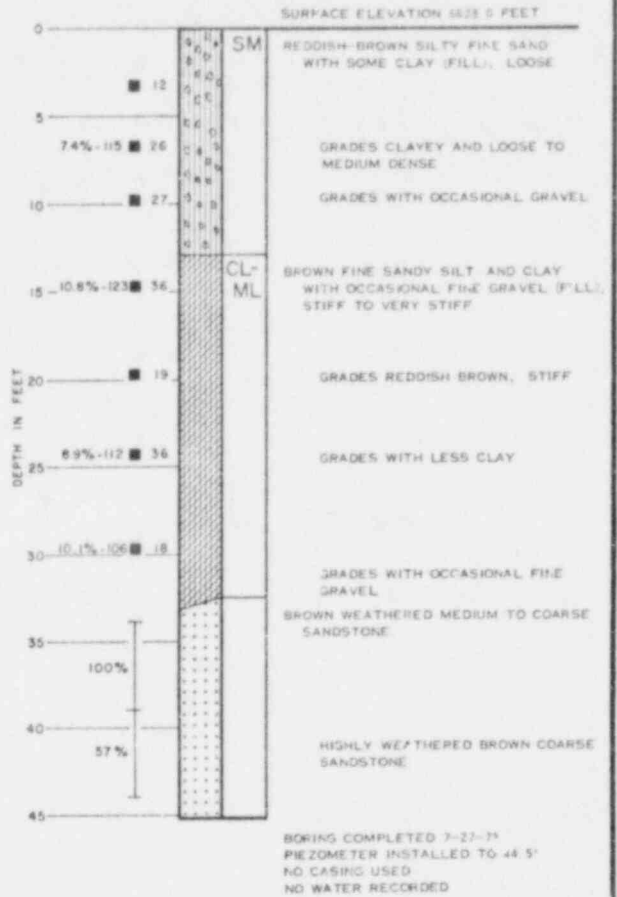 SURFACE ELEVATION FEET
0
SM
REDDISH-BROWN SILTY FINE SAND
WITH SOME CLAY (FILL), LOOSE
12
5
7.4%-115 26
GRADES CLAYEY AND LOOSE TO
MEDIUM DENSE
27
GRADES WITH OCCASIONAL GRAVEL
10
CL-
ML
BROWN FINE SANDY SILT AND CLAY
WITH OCCASIONAL FINE GRAVEL (FILL),
STIFF TO VERY STIFF
10.8%-123 36
15
19
GRADES REDDISH BROWN, STIFF
20
DEPTH IN FEET
8.9%-112 36
GRADES WITH LESS CLAY
25
10.1%-106 18
30
GRADES WITH OCCASIONAL FINE
GRAVEL
BROWN WEATHERED MEDIUM TO COARSE
SANDSTONE
35
100%
40
57%
HIGHLY WEATHERED BROWN COARSE
SANDSTONE
45
BORING COMPLETED
PIEZOMETER INSTALLED TO 44.5'
NO CASING USED
NO WATER RECORDED